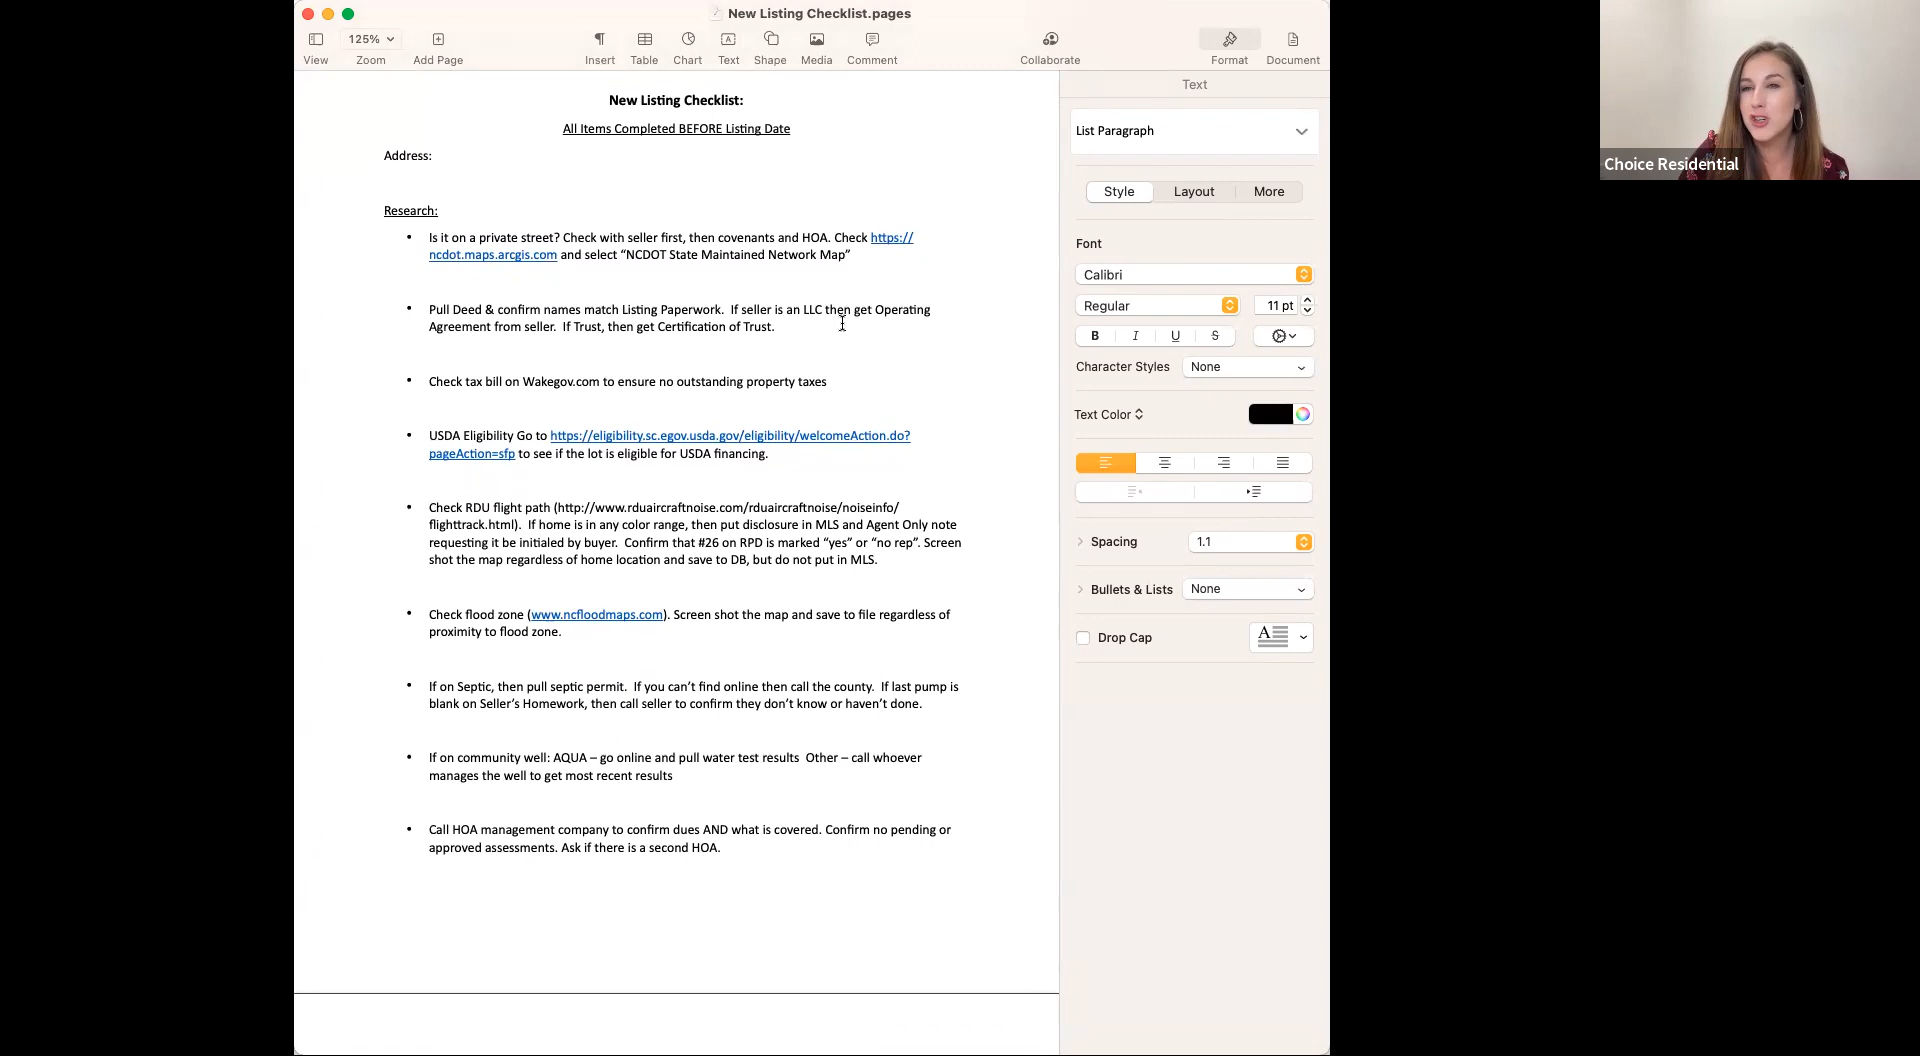 New Listing Checklist.pages
125%
View
Zoom
Add Page
Insert
Table
Chart
Text
Shape
Media
Comment
Collaborate
Format
Document
New Listing Checklist:
All Items Completed BEFORE Listing Date
Address:
Research:
• Is it on a private street? Check with seller first, then covenants and HOA. Check https://
ncdot.maps.arcgis.com and select “NCDOT State Maintained Network Map”
• Pull Deed & confirm names match Listing Paperwork.  If seller is an LLC then get Operating
Agreement from seller.  If Trust, then get Certification of Trust.
• Check tax bill on Wakegov.com to ensure no outstanding property taxes
• USDA Eligibility Go to https://eligibility.sc.egov.usda.gov/eligibility/welcomeAction.do?
pageAction=sfp to see if the lot is eligible for USDA financing.
• Check RDU flight path (http://www.rduaircraftnoise.com/rduaircraftnoise/noiseinfo/
flighttrack.html).  If home is in any color range, then put disclosure in MLS and Agent Only note
requesting it be initialed by buyer.  Confirm that #26 on RPD is marked “yes” or “no rep”. Screen
shot the map regardless of home location and save to DB, but do not put in MLS.
• Check flood zone (www.ncfloodmaps.com). Screen shot the map and save to file regardless of
proximity to flood zone.
• If on Septic, then pull septic permit.  If you can’t find online then call the county.  If last pump is
blank on Seller’s Homework, then call seller to confirm they don’t know or haven’t done.
• If on community well: AQUA – go online and pull water test results  Other – call whoever
manages the well to get most recent results
• Call HOA management company to confirm dues AND what is covered. Confirm no pending or
approved assessments. Ask if there is a second HOA.
Text
List Paragraph
Style
Layout
More
Font
Calibri
Regular
11 pt
B I U S
Character Styles
None
Text Color
Spacing
1.1
Bullets & Lists
None
Drop Cap
A
Choice Residential